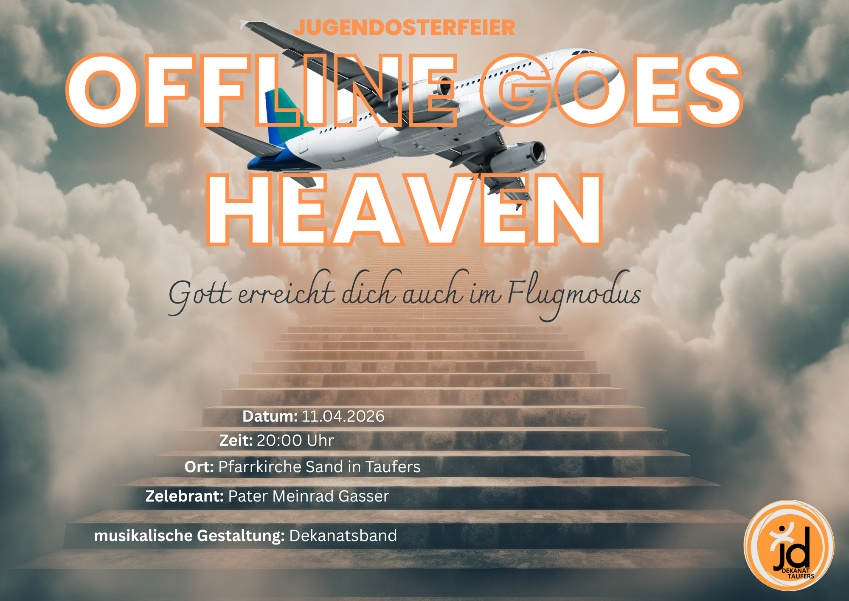 JUGENDOSTERFEIER
OFFLINE GOES
HEAVEN
Gott erreicht dich auch im Flugmodus
Datum: 11.04.2026
Zeit: 20:00 Uhr
Ort: Pfarrkirche Sand in Taufers
Zelebrant: Pater Meinrad Gasser
musikalische Gestaltung: Dekanatsband
jd
DEKANAT
TAUFERS